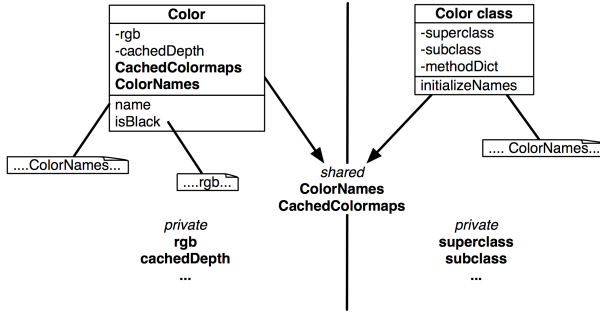 Color
-rgb
-cachedDepth
CachedColormaps
ColorNames
name
isBlack
....ColorNames...
....rgb...
Color class
-superclass
-subclass
-methodDict
initializeNames
.... ColorNames...
shared
ColorNames
CachedColormaps
private
rgb
cachedDepth
...
private
superclass
subclass
...